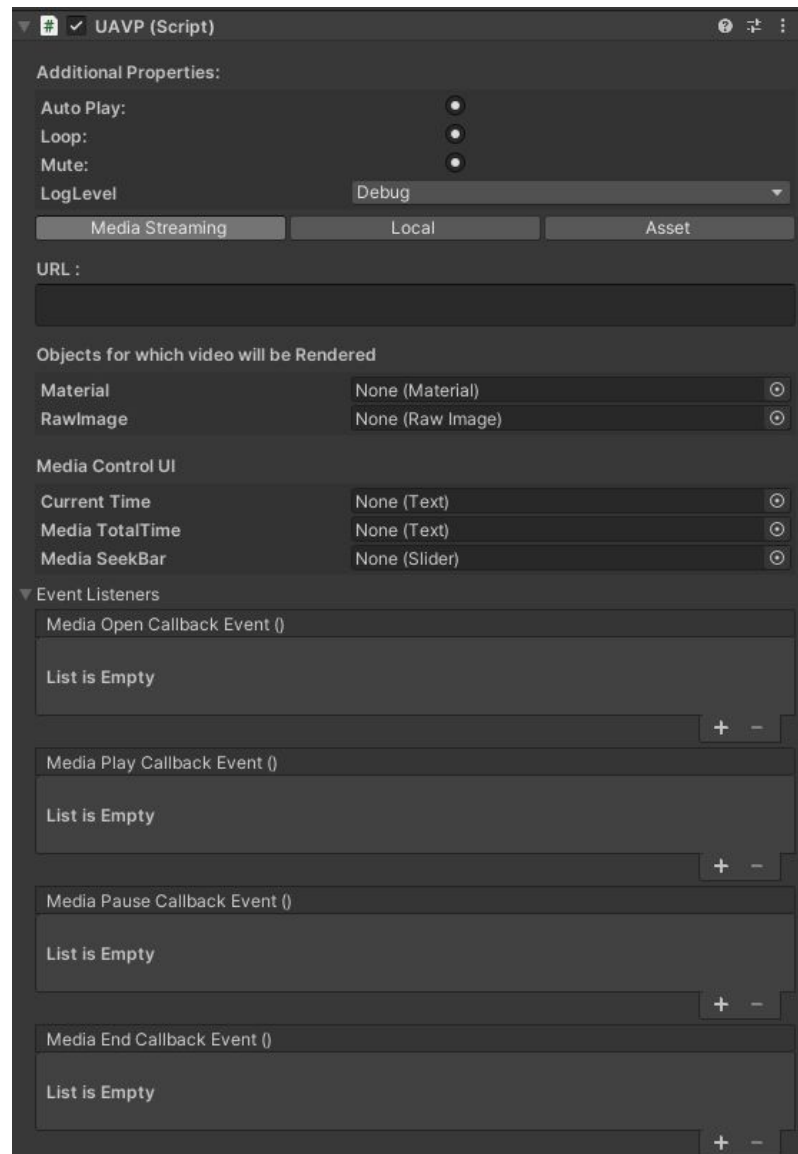 UAVP (Script)
Additional Properties:
Auto Play:
Loop:
Mute:
LogLevel Debug
Media Streaming Local Asset
URL :
Objects for which video will be Rendered
Material None (Material)
RawImage None (Raw Image)
Media Control UI
Current Time None (Text)
Media TotalTime None (Text)
Media SeekBar None (Slider)
Event Listeners
Media Open Callback Event ()
List is Empty
+ −
Media Play Callback Event ()
List is Empty
+ −
Media Pause Callback Event ()
List is Empty
+ −
Media End Callback Event ()
List is Empty
+ −